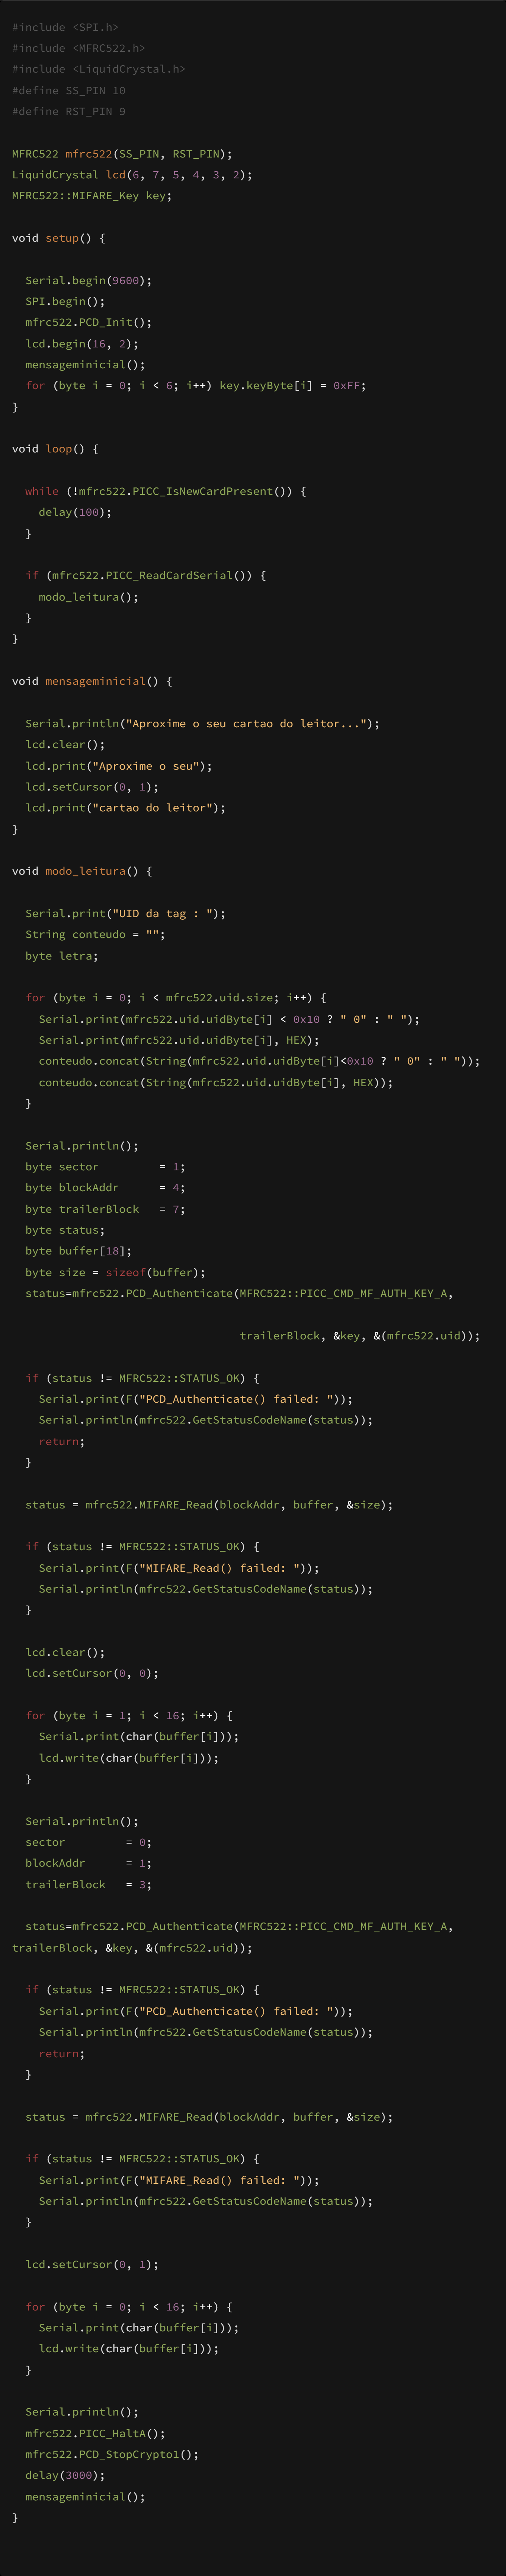 #include <SPI.h>
#include <MFRC522.h>
#include <LiquidCrystal.h>
#define SS_PIN 10
#define RST_PIN 9
MFRC522 mfrc522(SS_PIN, RST_PIN);
LiquidCrystal lcd(6, 7, 5, 4, 3, 2);
MFRC522::MIFARE_Key key;
void setup() {
  Serial.begin(9600);
  SPI.begin();
  mfrc522.PCD_Init();
  lcd.begin(16, 2);
  mensageminicial();
  for (byte i = 0; i < 6; i++) key.keyByte[i] = 0xFF;
}
void loop() {
  while (!mfrc522.PICC_IsNewCardPresent()) {
    delay(100);
  }
  if (mfrc522.PICC_ReadCardSerial()) {
    modo_leitura();
  }
}
void mensageminicial() {
  Serial.println("Aproxime o seu cartao do leitor...");
  lcd.clear();
  lcd.print("Aproxime o seu");
  lcd.setCursor(0, 1);
  lcd.print("cartao do leitor");
}
void modo_leitura() {
  Serial.print("UID da tag : ");
  String conteudo = "";
  byte letra;
  for (byte i = 0; i < mfrc522.uid.size; i++) {
    Serial.print(mfrc522.uid.uidByte[i] < 0x10 ? " 0" : " ");
    Serial.print(mfrc522.uid.uidByte[i], HEX);
    conteudo.concat(String(mfrc522.uid.uidByte[i]<0x10 ? " 0" : " "));
    conteudo.concat(String(mfrc522.uid.uidByte[i], HEX));
  }
  Serial.println();
  byte sector         = 1;
  byte blockAddr      = 4;
  byte trailerBlock   = 7;
  byte status;
  byte buffer[18];
  byte size = sizeof(buffer);
  status=mfrc522.PCD_Authenticate(MFRC522::PICC_CMD_MF_AUTH_KEY_A,
                                  trailerBlock, &key, &(mfrc522.uid));
  if (status != MFRC522::STATUS_OK) {
    Serial.print(F("PCD_Authenticate() failed: "));
    Serial.println(mfrc522.GetStatusCodeName(status));
    return;
  }
  status = mfrc522.MIFARE_Read(blockAddr, buffer, &size);
  if (status != MFRC522::STATUS_OK) {
    Serial.print(F("MIFARE_Read() failed: "));
    Serial.println(mfrc522.GetStatusCodeName(status));
  }
  lcd.clear();
  lcd.setCursor(0, 0);
  for (byte i = 1; i < 16; i++) {
    Serial.print(char(buffer[i]));
    lcd.write(char(buffer[i]));
  }
  Serial.println();
  sector         = 0;
  blockAddr      = 1;
  trailerBlock   = 3;
  status=mfrc522.PCD_Authenticate(MFRC522::PICC_CMD_MF_AUTH_KEY_A,
trailerBlock, &key, &(mfrc522.uid));
  if (status != MFRC522::STATUS_OK) {
    Serial.print(F("PCD_Authenticate() failed: "));
    Serial.println(mfrc522.GetStatusCodeName(status));
    return;
  }
  status = mfrc522.MIFARE_Read(blockAddr, buffer, &size);
  if (status != MFRC522::STATUS_OK) {
    Serial.print(F("MIFARE_Read() failed: "));
    Serial.println(mfrc522.GetStatusCodeName(status));
  }
  lcd.setCursor(0, 1);
  for (byte i = 0; i < 16; i++) {
    Serial.print(char(buffer[i]));
    lcd.write(char(buffer[i]));
  }
  Serial.println();
  mfrc522.PICC_HaltA();
  mfrc522.PCD_StopCrypto1();
  delay(3000);
  mensageminicial();
}